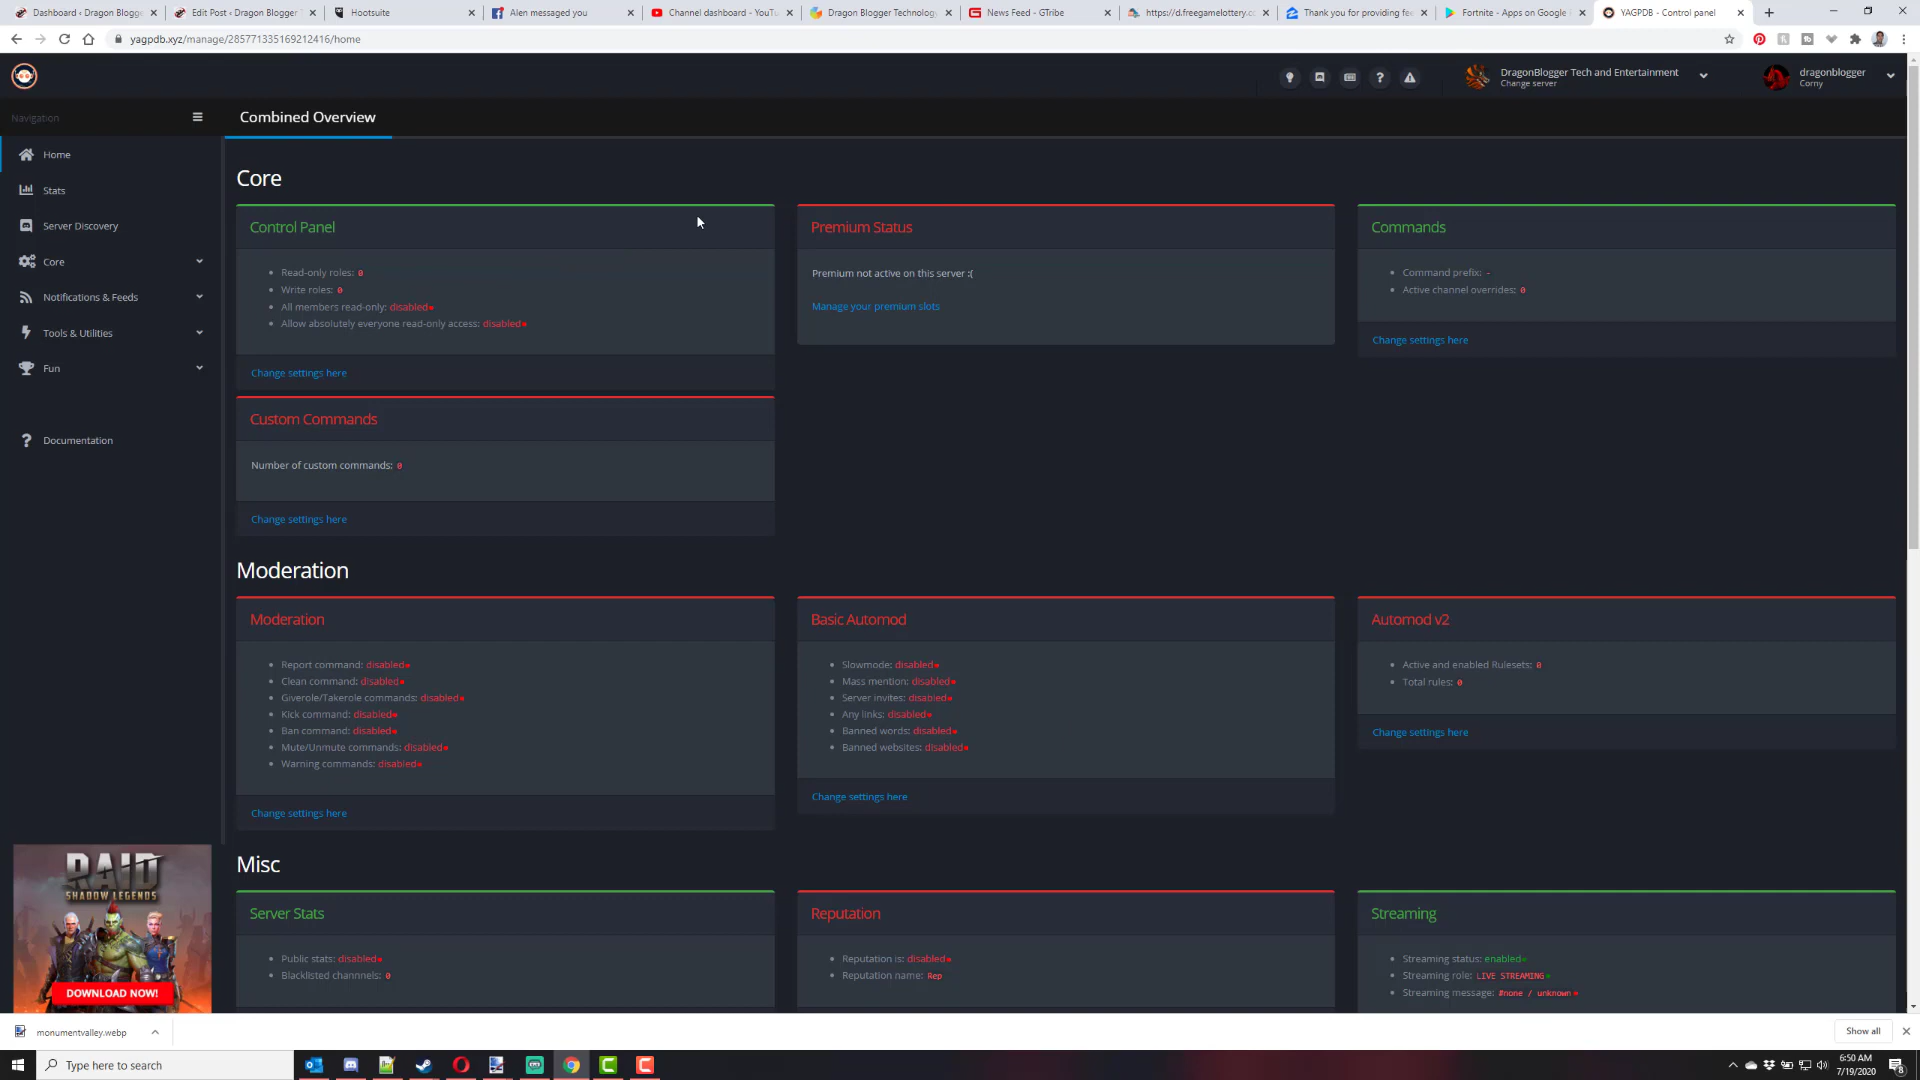 Dashboard ‹ Dragon Blogge
Edit Post ‹ Dragon Blogger T
Hootsuite
Alen messaged you
Channel dashboard - YouTu
Dragon Blogger Technology
News Feed - GTribe
https://d.freegamelottery.c
Thank you for providing fe
Fortnite - Apps on Google
YAGPDB - Control panel
yagpdb.xyz/manage/285771335169212416/home
DragonBlogger Tech and Entertainment
Change server
dragonblogger
Corny
Navigation
Combined Overview
Home
Stats
Server Discovery
Core
Notifications & Feeds
Tools & Utilities
Fun
Documentation
Core
Control Panel
Read-only roles: 0
Write roles: 0
All members read-only: disabled
Allow absolutely everyone read-only access: disabled
Change settings here
Premium Status
Premium not active on this server :(
Manage your premium slots
Commands
Command prefix: -
Active channel overrides: 0
Change settings here
Custom Commands
Number of custom commands: 0
Change settings here
Moderation
Moderation
Report command: disabled
Clean command: disabled
Giverole/Takerole commands: disabled
Kick command: disabled
Ban command: disabled
Mute/Unmute commands: disabled
Warning commands: disabled
Change settings here
Basic Automod
Slowmode: disabled
Mass mention: disabled
Server invites: disabled
Any links: disabled
Banned words: disabled
Banned websites: disabled
Change settings here
Automod v2
Active and enabled Rulesets: 0
Total rules: 0
Change settings here
Misc
Server Stats
Public stats: disabled
Blacklisted channnels: 0
Reputation
Reputation is: disabled
Reputation name: Rep
Streaming
Streaming status: enabled
Streaming role: LIVE STREAMING
Streaming message: #none / unknown
RAID
SHADOW LEGENDS
DOWNLOAD NOW!
monumentvalley.webp
Show all
Type here to search
6:50 AM
7/19/2020